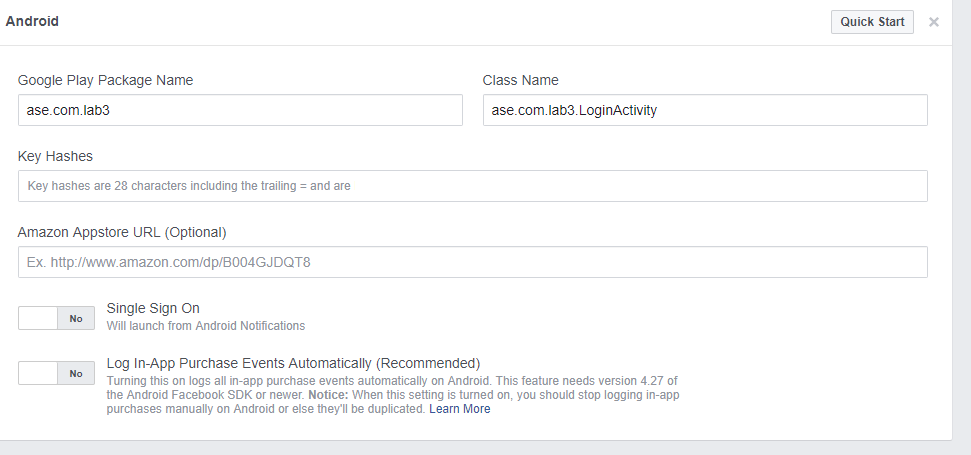 Android
Quick Start
Google Play Package Name
Class Name
ase.com.lab3
ase.com.lab3.LoginActivity
Key Hashes
Key hashes are 28 characters including the trailing = and are
Amazon Appstore URL (Optional)
Ex. http://www.amazon.com/dp/B004GJDQT8
Single Sign On
No
Will launch from Android Notifications
Log In-App Purchase Events Automatically (Recommended)
No
Turning this on logs all in-app purchase events automatically on Android. This feature needs version 4.27 of
the Android Facebook SDK or newer. Notice: When this setting is turned on, you should stop logging in-app
purchases manually on Android or else they'll be duplicated. Learn More